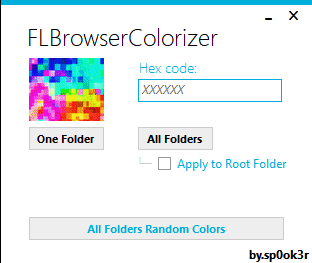 FLBrowserColorizer
Hex code:
XXXXXX
One Folder
All Folders
Apply to Root Folder
All Folders Random Colors
by.sp0ok3r